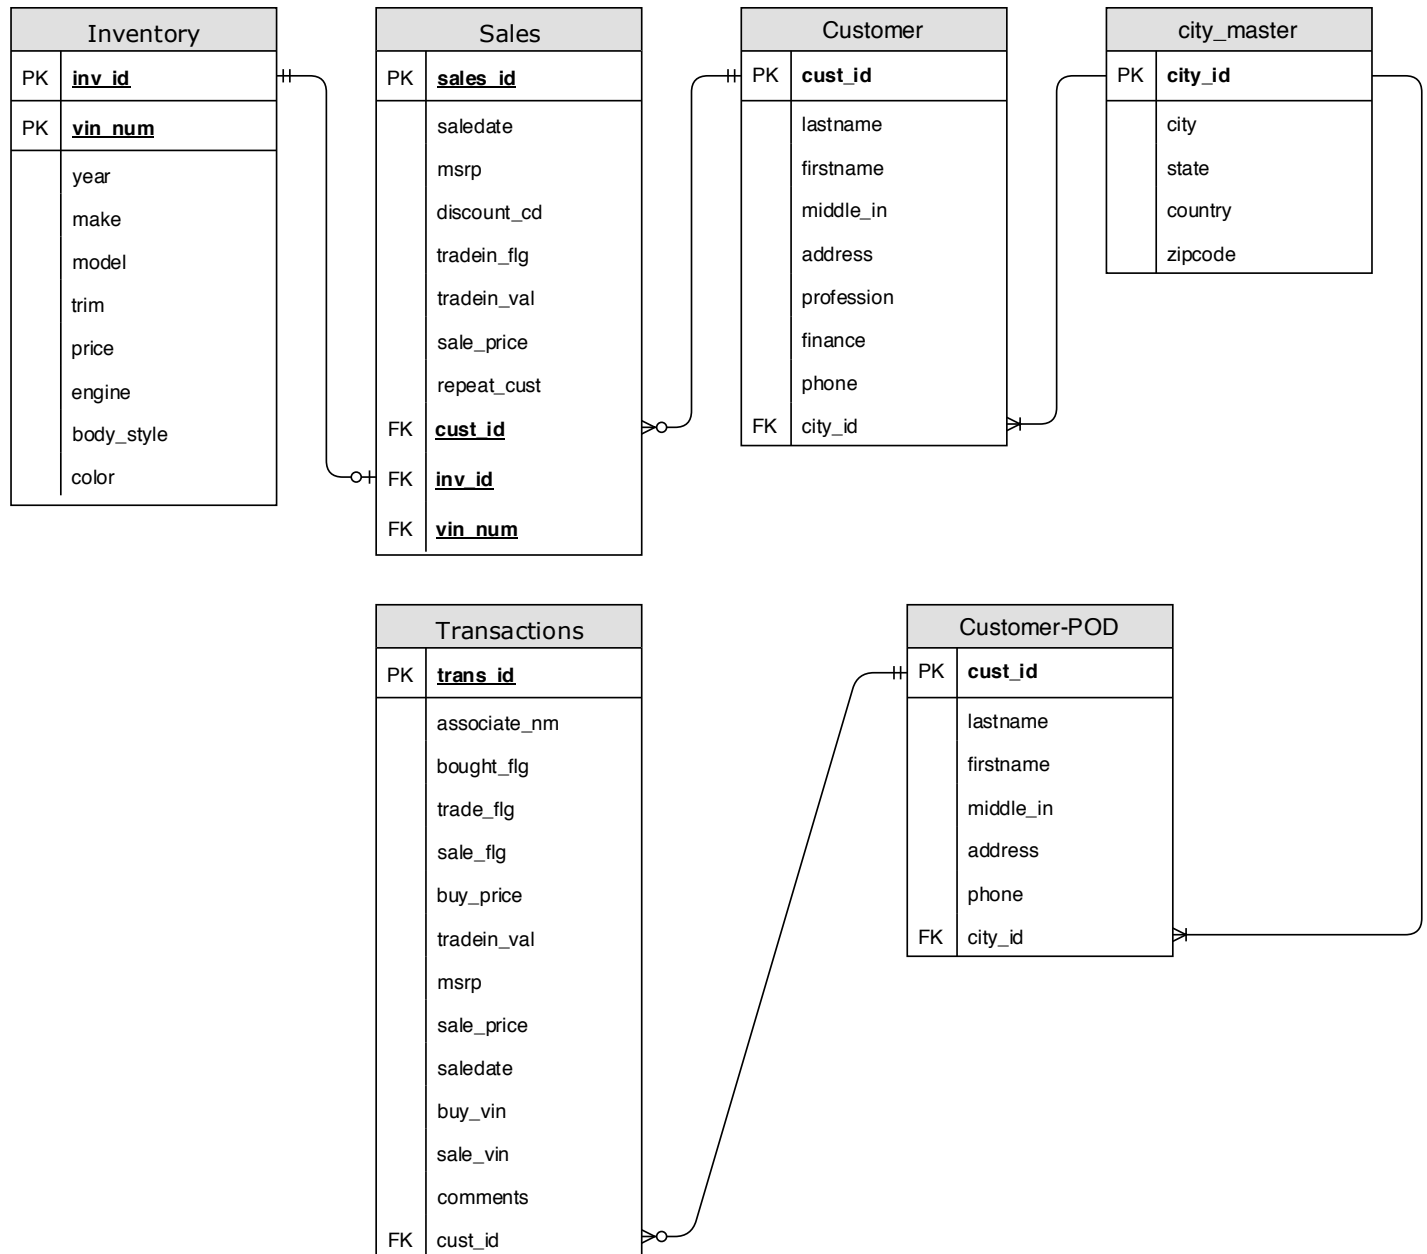 Inventory
PK inv_id
PK vin_num
year
make
model
trim
price
engine
body_style
color
Sales
PK sales_id
saledate
msrp
discount_cd
tradein_flg
tradein_val
sale_price
repeat_cust
FK cust_id
FK inv_id
FK vin_num
Customer
PK cust_id
lastname
firstname
middle_in
address
profession
finance
phone
FK city_id
city_master
PK city_id
city
state
country
zipcode
Transactions
PK trans_id
associate_nm
bought_flg
trade_flg
sale_flg
buy_price
tradein_val
msrp
sale_price
saledate
buy_vin
sale_vin
comments
FK cust_id
Customer-POD
PK cust_id
lastname
firstname
middle_in
address
phone
FK city_id